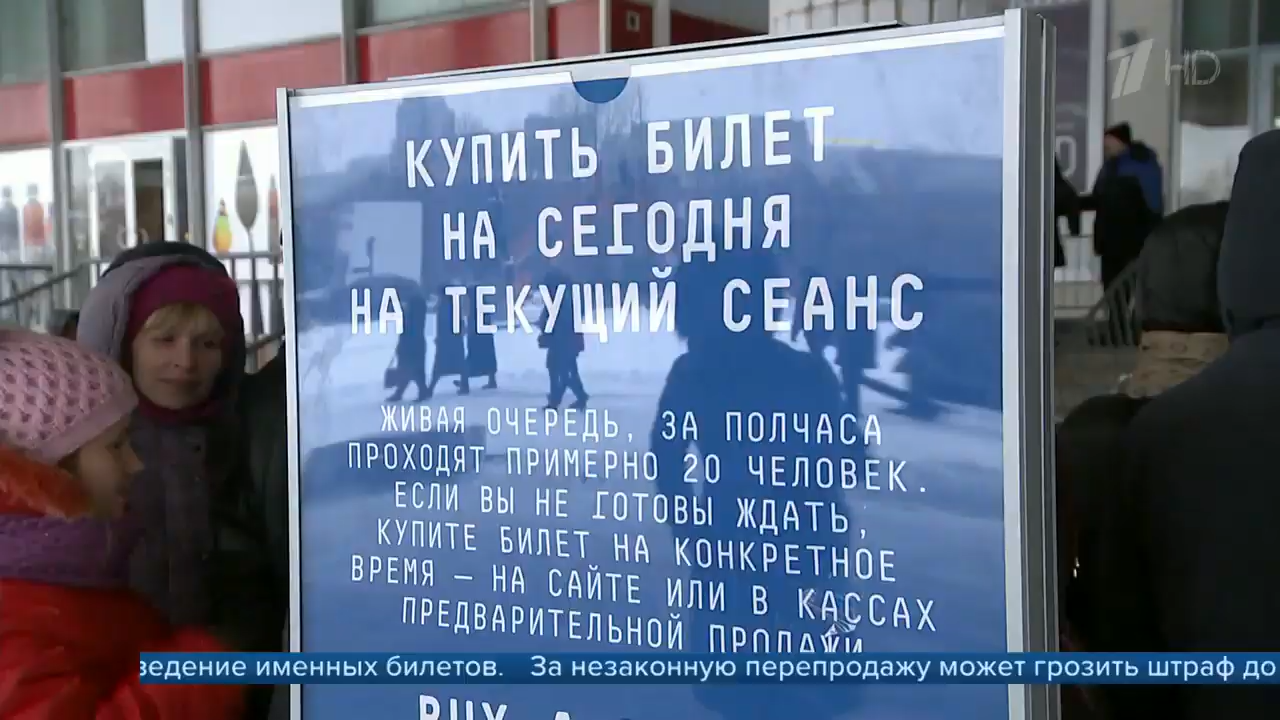 HD
КУПИТЬ БИЛЕТ
НА СЕГОДНЯ
НА ТЕКУЩИЙ СЕАНС
ЖИВАЯ ОЧЕРЕДЬ, ЗА ПОЛЧАСА
ПРОХОДЯТ ПРИМЕРНО 20 ЧЕЛОВЕК.
ЕСЛИ ВЫ НЕ ГОТОВЫ ЖДАТЬ,
КУПИТЕ БИЛЕТ НА КОНКРЕТНОЕ
ВРЕМЯ — НА САЙТЕ ИЛИ В КАССАХ
ПРЕДВАРИТЕЛЬНОЙ ПРОДАЖИ
ведение именных билетов. За незаконную перепродажу может грозить штраф до
BUY A